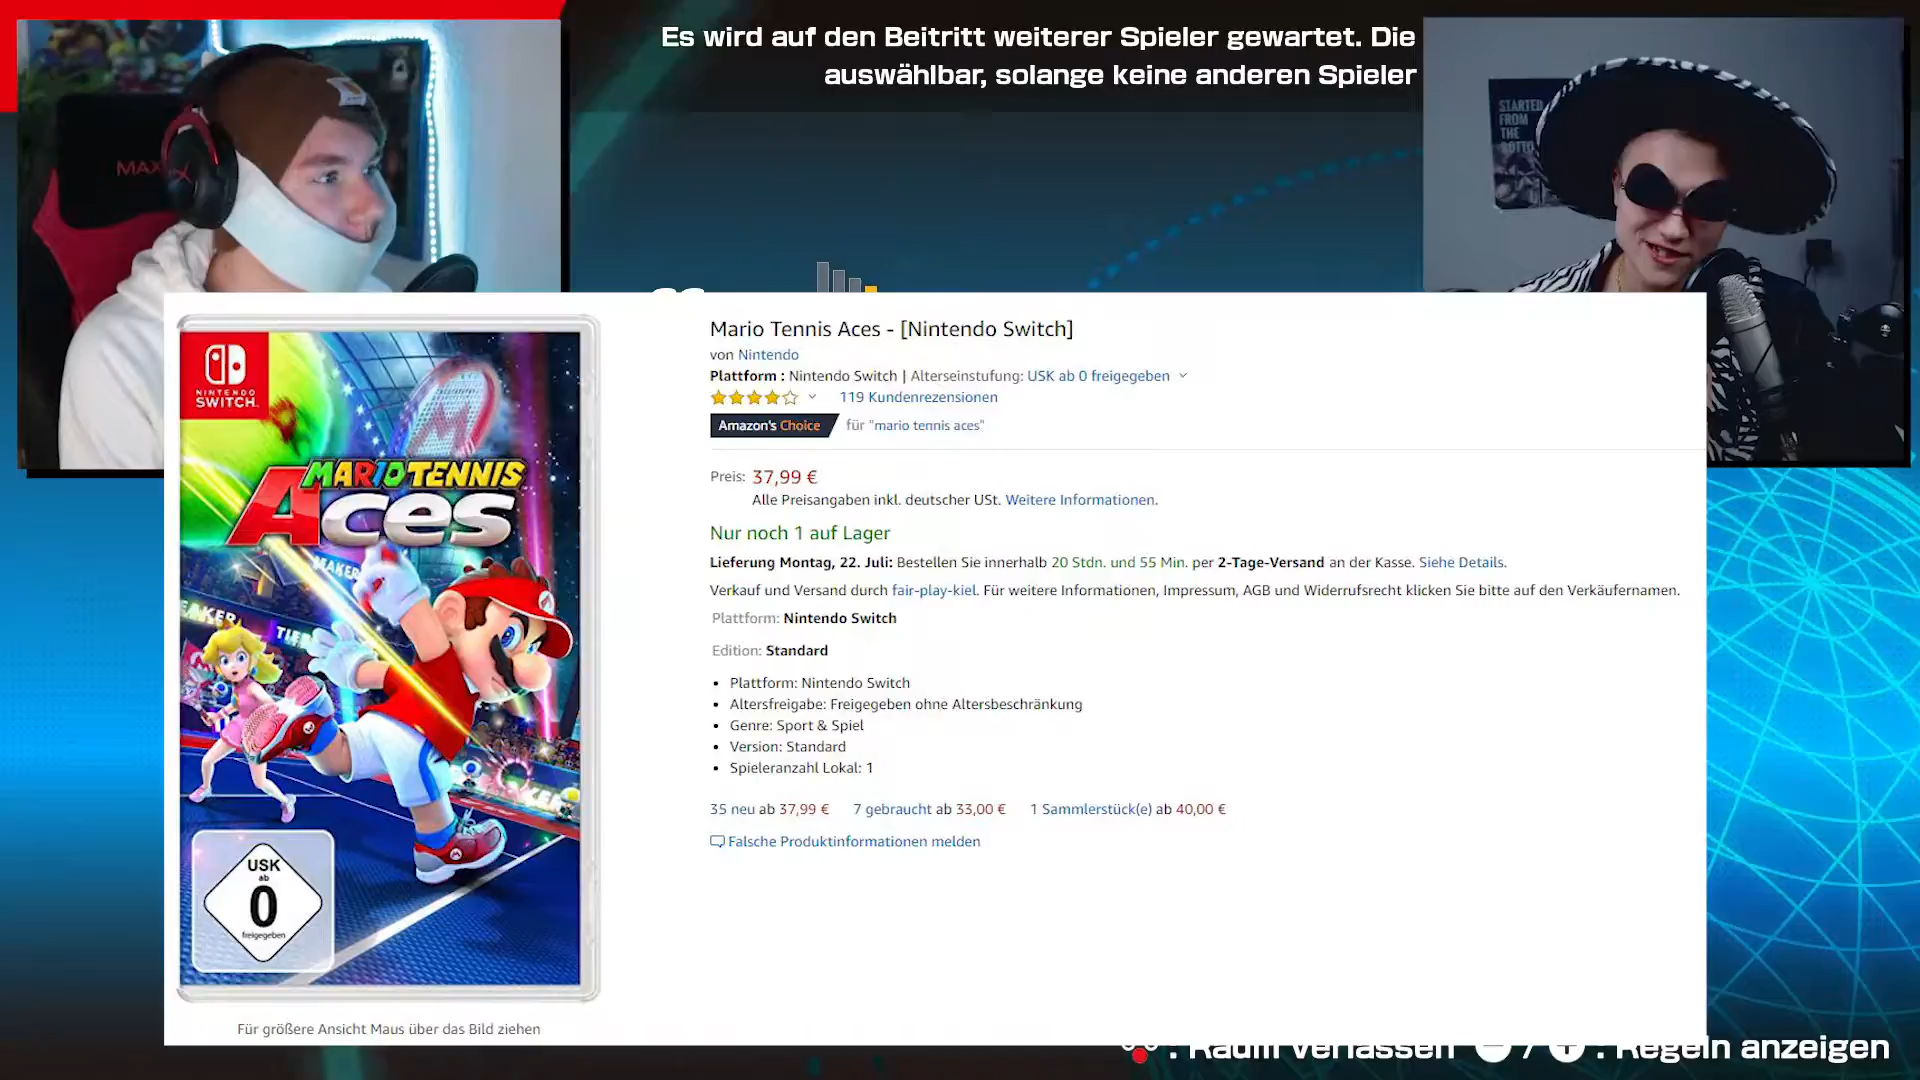 Es wird auf den Beitritt weiterer Spieler gewartet. Die
auswählbar, solange keine anderen Spieler
STARTED
FROM
THE
Mario Tennis Aces - [Nintendo Switch]
von Nintendo
Plattform : Nintendo Switch | Alterseinstufung: USK ab 0 freigegeben
119 Kundenrezensionen
Amazon's Choice für "mario tennis aces"
Preis: 37,99 €
Alle Preisangaben inkl. deutscher USt. Weitere Informationen.
Nur noch 1 auf Lager
Lieferung Montag, 22. Juli: Bestellen Sie innerhalb 20 Stdn. und 55 Min. per 2-Tage-Versand an der Kasse. Siehe Details.
Verkauf und Versand durch fair-play-kiel. Für weitere Informationen, Impressum, AGB und Widerrufsrecht klicken Sie bitte auf den Verkäufernamen.
Plattform: Nintendo Switch
Edition: Standard
• Plattform: Nintendo Switch
• Altersfreigabe: Freigegeben ohne Altersbeschränkung
• Genre: Sport & Spiel
• Version: Standard
• Spieleranzahl Lokal: 1
35 neu ab 37,99 € 7 gebraucht ab 33,00 € 1 Sammlerstück(e) ab 40,00 €
Falsche Produktinformationen melden
NINTENDO
SWITCH
MARIO TENNIS
Aces
USK
ab
0
freigegeben
Für größere Ansicht Maus über das Bild ziehen
: Raum verlassen - / + : Regeln anzeigen